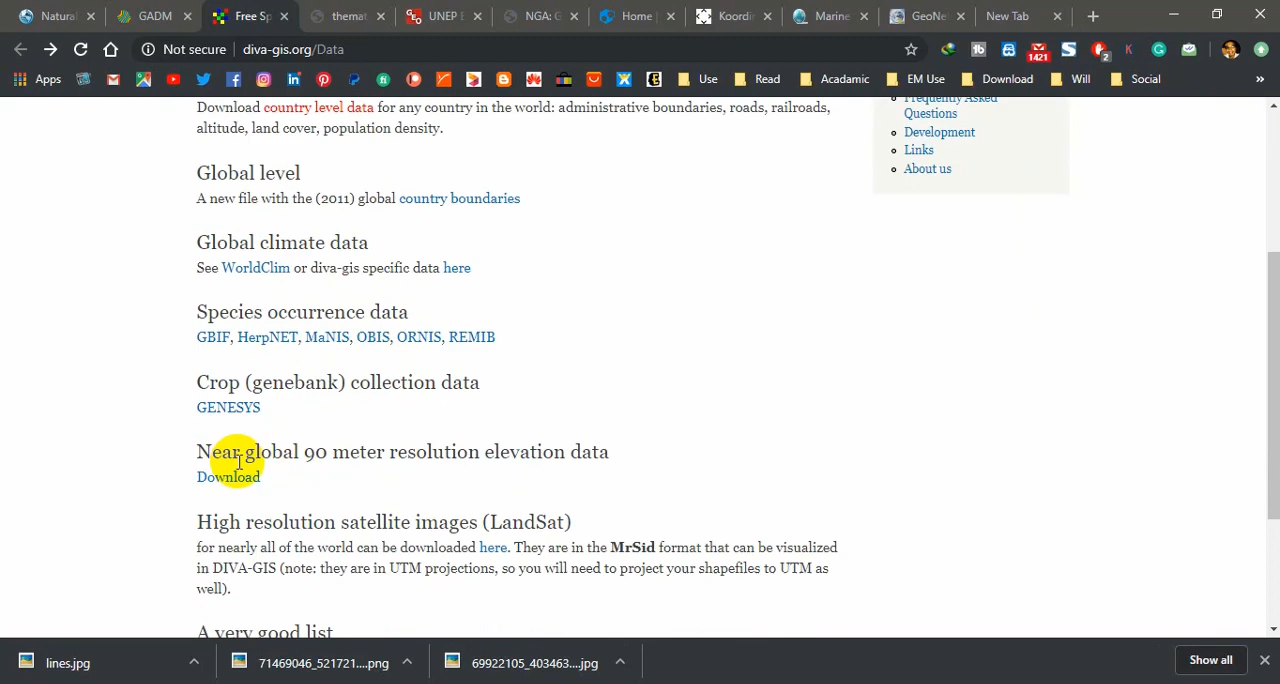 Natural
GADM
Free Sp
themat
UNEP E
NGA: G
Home |
Koordin
Marine
GeoNet
New Tab
Not secure
diva-gis.org/Data
1421
2
Apps
Use
Read
Acadamic
EM Use
Download
Will
Social
»
Download country level data for any country in the world: administrative boundaries, roads, railroads,
altitude, land cover, population density.
Global level
A new file with the (2011) global country boundaries
Global climate data
See WorldClim or diva-gis specific data here
Species occurrence data
GBIF, HerpNET, MaNIS, OBIS, ORNIS, REMIB
Crop (genebank) collection data
GENESYS
Near global 90 meter resolution elevation data
Download
High resolution satellite images (LandSat)
for nearly all of the world can be downloaded here. They are in the MrSid format that can be visualized
in DIVA-GIS (note: they are in UTM projections, so you will need to project your shapefiles to UTM as
well).
A very good list
Frequently Asked
Questions
Development
Links
About us
lines.jpg
71469046_521721....png
69922105_403463....jpg
Show all